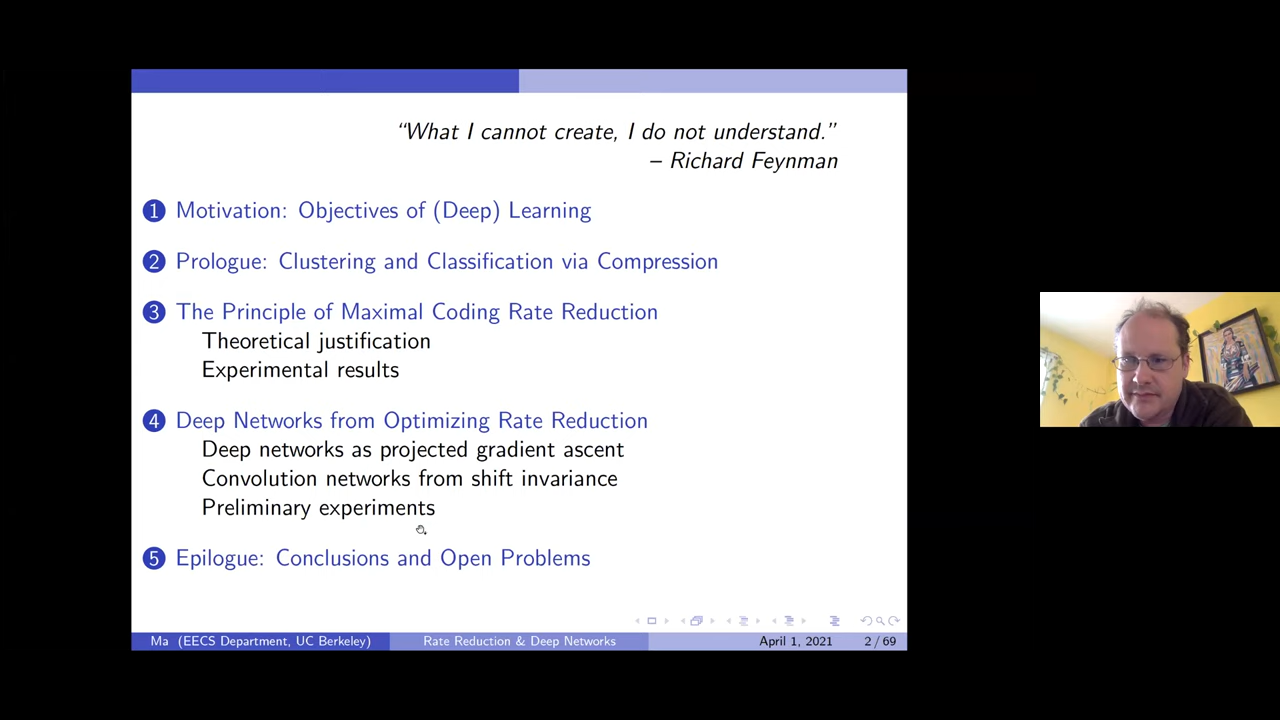 “What I cannot create, I do not understand.”
– Richard Feynman
1 Motivation: Objectives of (Deep) Learning
2 Prologue: Clustering and Classification via Compression
3 The Principle of Maximal Coding Rate Reduction
Theoretical justification
Experimental results
4 Deep Networks from Optimizing Rate Reduction
Deep networks as projected gradient ascent
Convolution networks from shift invariance
Preliminary experiments
5 Epilogue: Conclusions and Open Problems
Ma (EECS Department, UC Berkeley) Rate Reduction & Deep Networks April 1, 2021 2 / 69